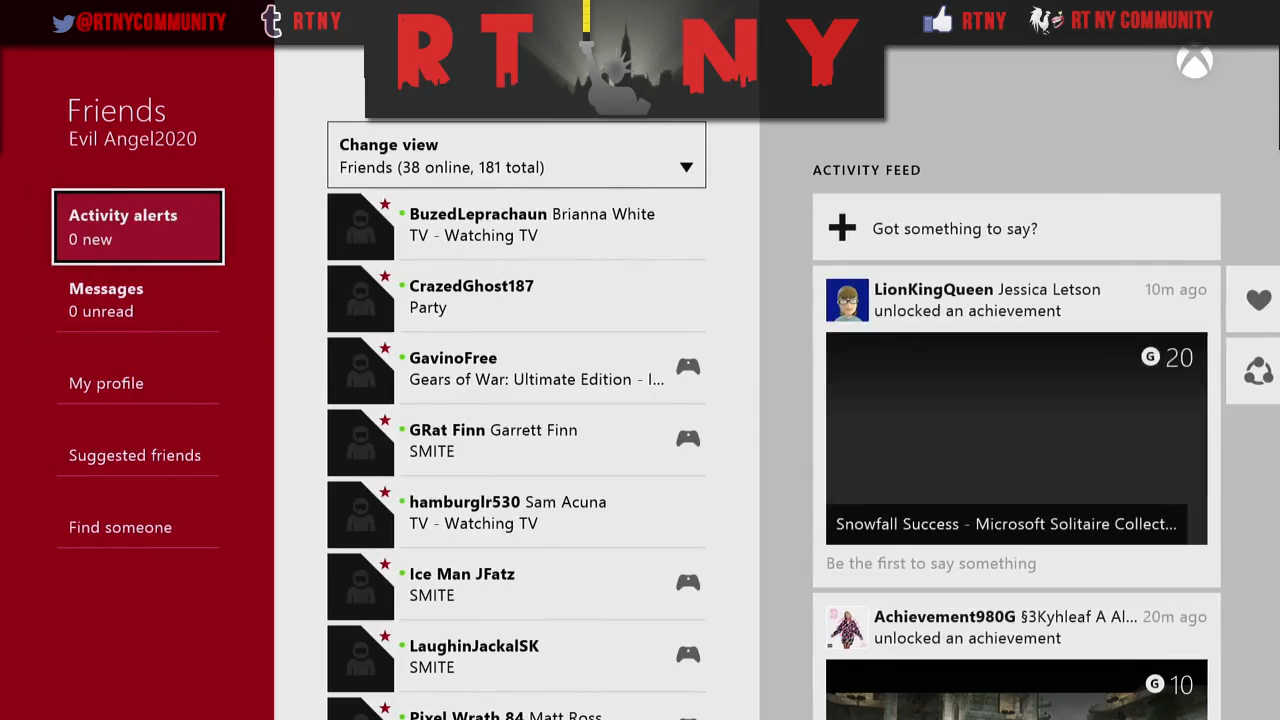 @RTNYCOMMUNITY
RTNY
RT NY
RTNY
RT NY COMMUNITY
Friends
Evil Angel2020
Activity alerts
0 new
Messages
0 unread
My profile
Suggested friends
Find someone
Change view
Friends (38 online, 181 total)
BuzedLeprachaun Brianna White
TV - Watching TV
CrazedGhost187
Party
GavinoFree
Gears of War: Ultimate Edition - I...
GRat Finn Garrett Finn
SMITE
hamburglr530 Sam Acuna
TV - Watching TV
Ice Man JFatz
SMITE
LaughinJackalSK
SMITE
Pixel Wrath 84 Matt Ross
ACTIVITY FEED
Got something to say?
LionKingQueen Jessica Letson 10m ago
unlocked an achievement
G 20
Snowfall Success - Microsoft Solitaire Collect...
Be the first to say something
Achievement980G §3Kyhleaf A Al... 20m ago
unlocked an achievement
G 10